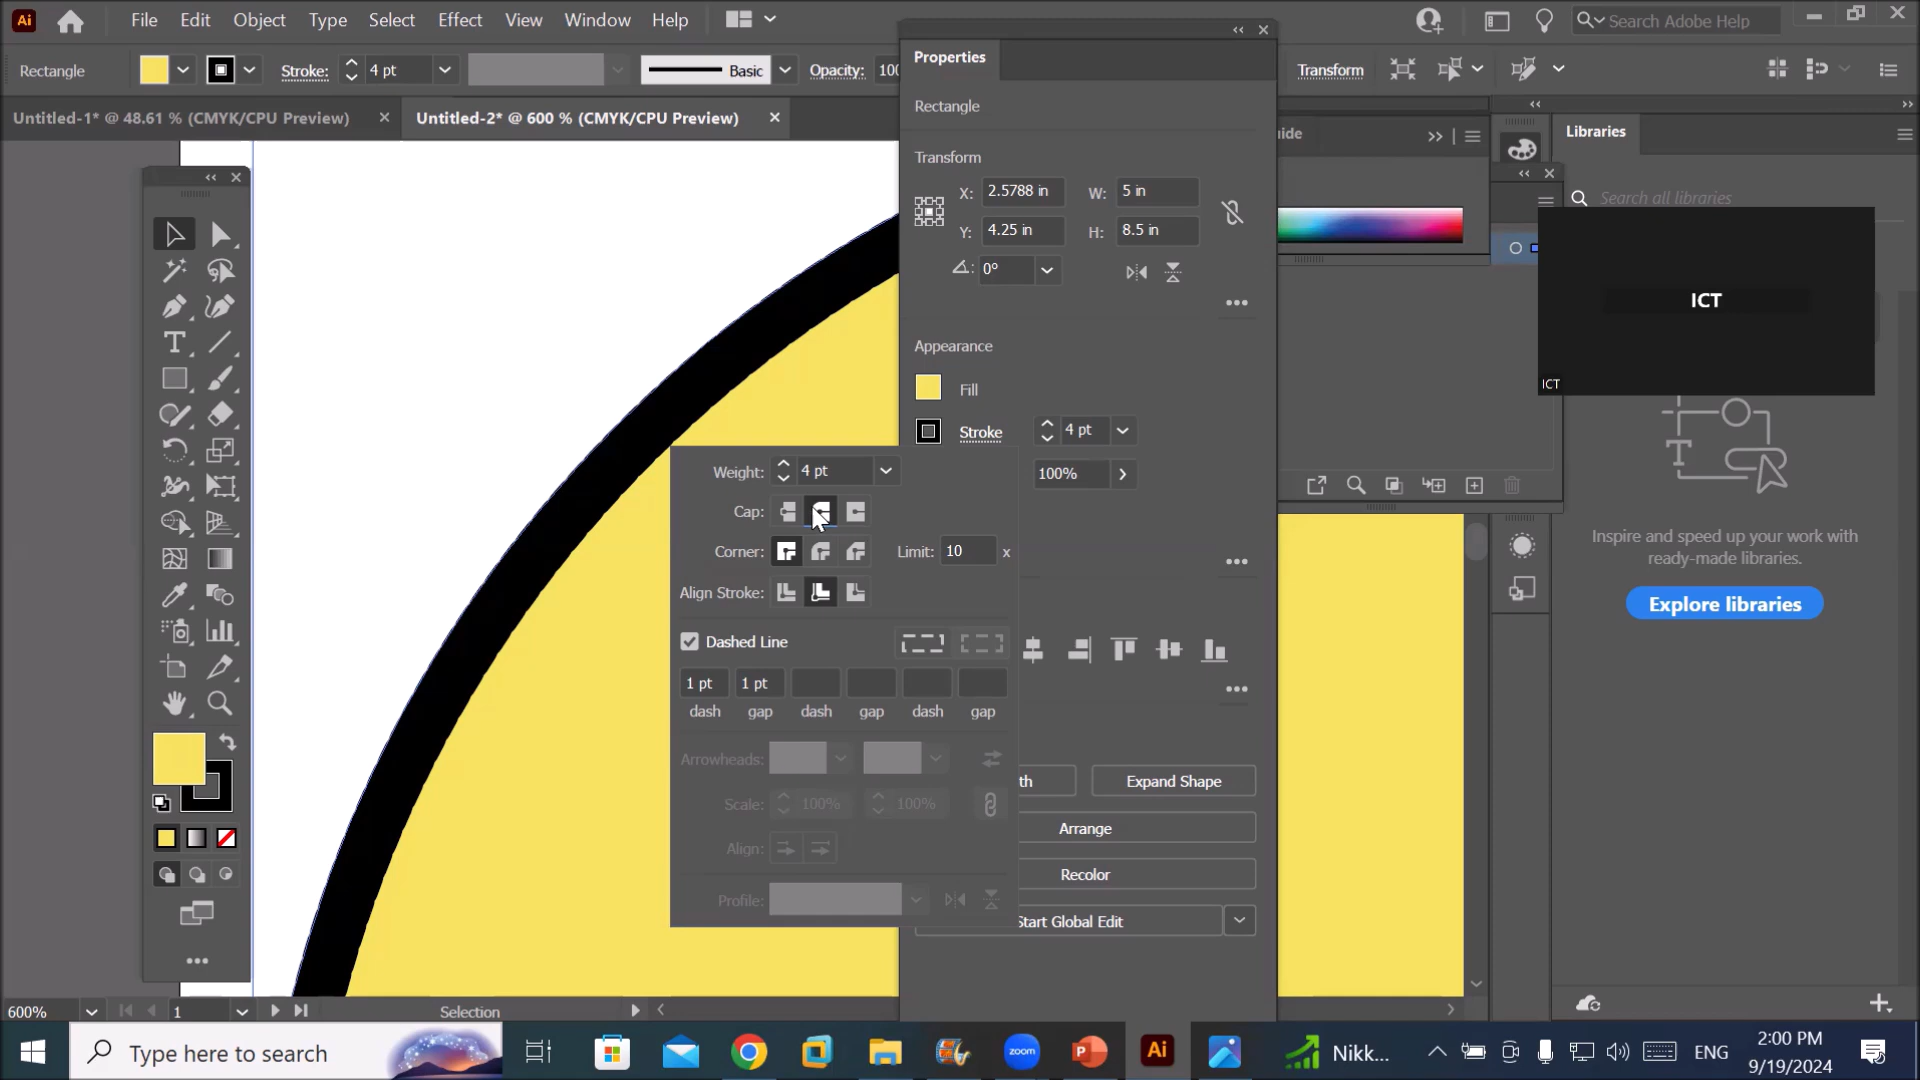 Ai File Edit Object Type Select Effect View Window Help Search Adobe Help
Rectangle Stroke: 4 pt Basic Opacity: 100 Transform
Untitled-1* @ 48.61 % (CMYK/CPU Preview) Untitled-2* @ 600 % (CMYK/CPU Preview)
Properties
Rectangle
Transform
X: 2.5788 in W: 5 in
Y: 4.25 in H: 8.5 in
0°
Appearance
Fill
Stroke 4 pt
100%
Weight: 4 pt
Cap:
Corner: Limit: 10 x
Align Stroke:
Dashed Line
1 pt 1 pt
dash gap dash gap dash gap
Arrowheads:
Scale: 100% 100%
Align:
Profile:
th Expand Shape
Arrange
Recolor
Start Global Edit
ide
Libraries
Search all libraries
ICT
ICT
Inspire and speed up your work with
ready-made libraries.
Explore libraries
600% 1 Selection
Type here to search zoom P Ai Nikk... ENG 2:00 PM
9/19/2024